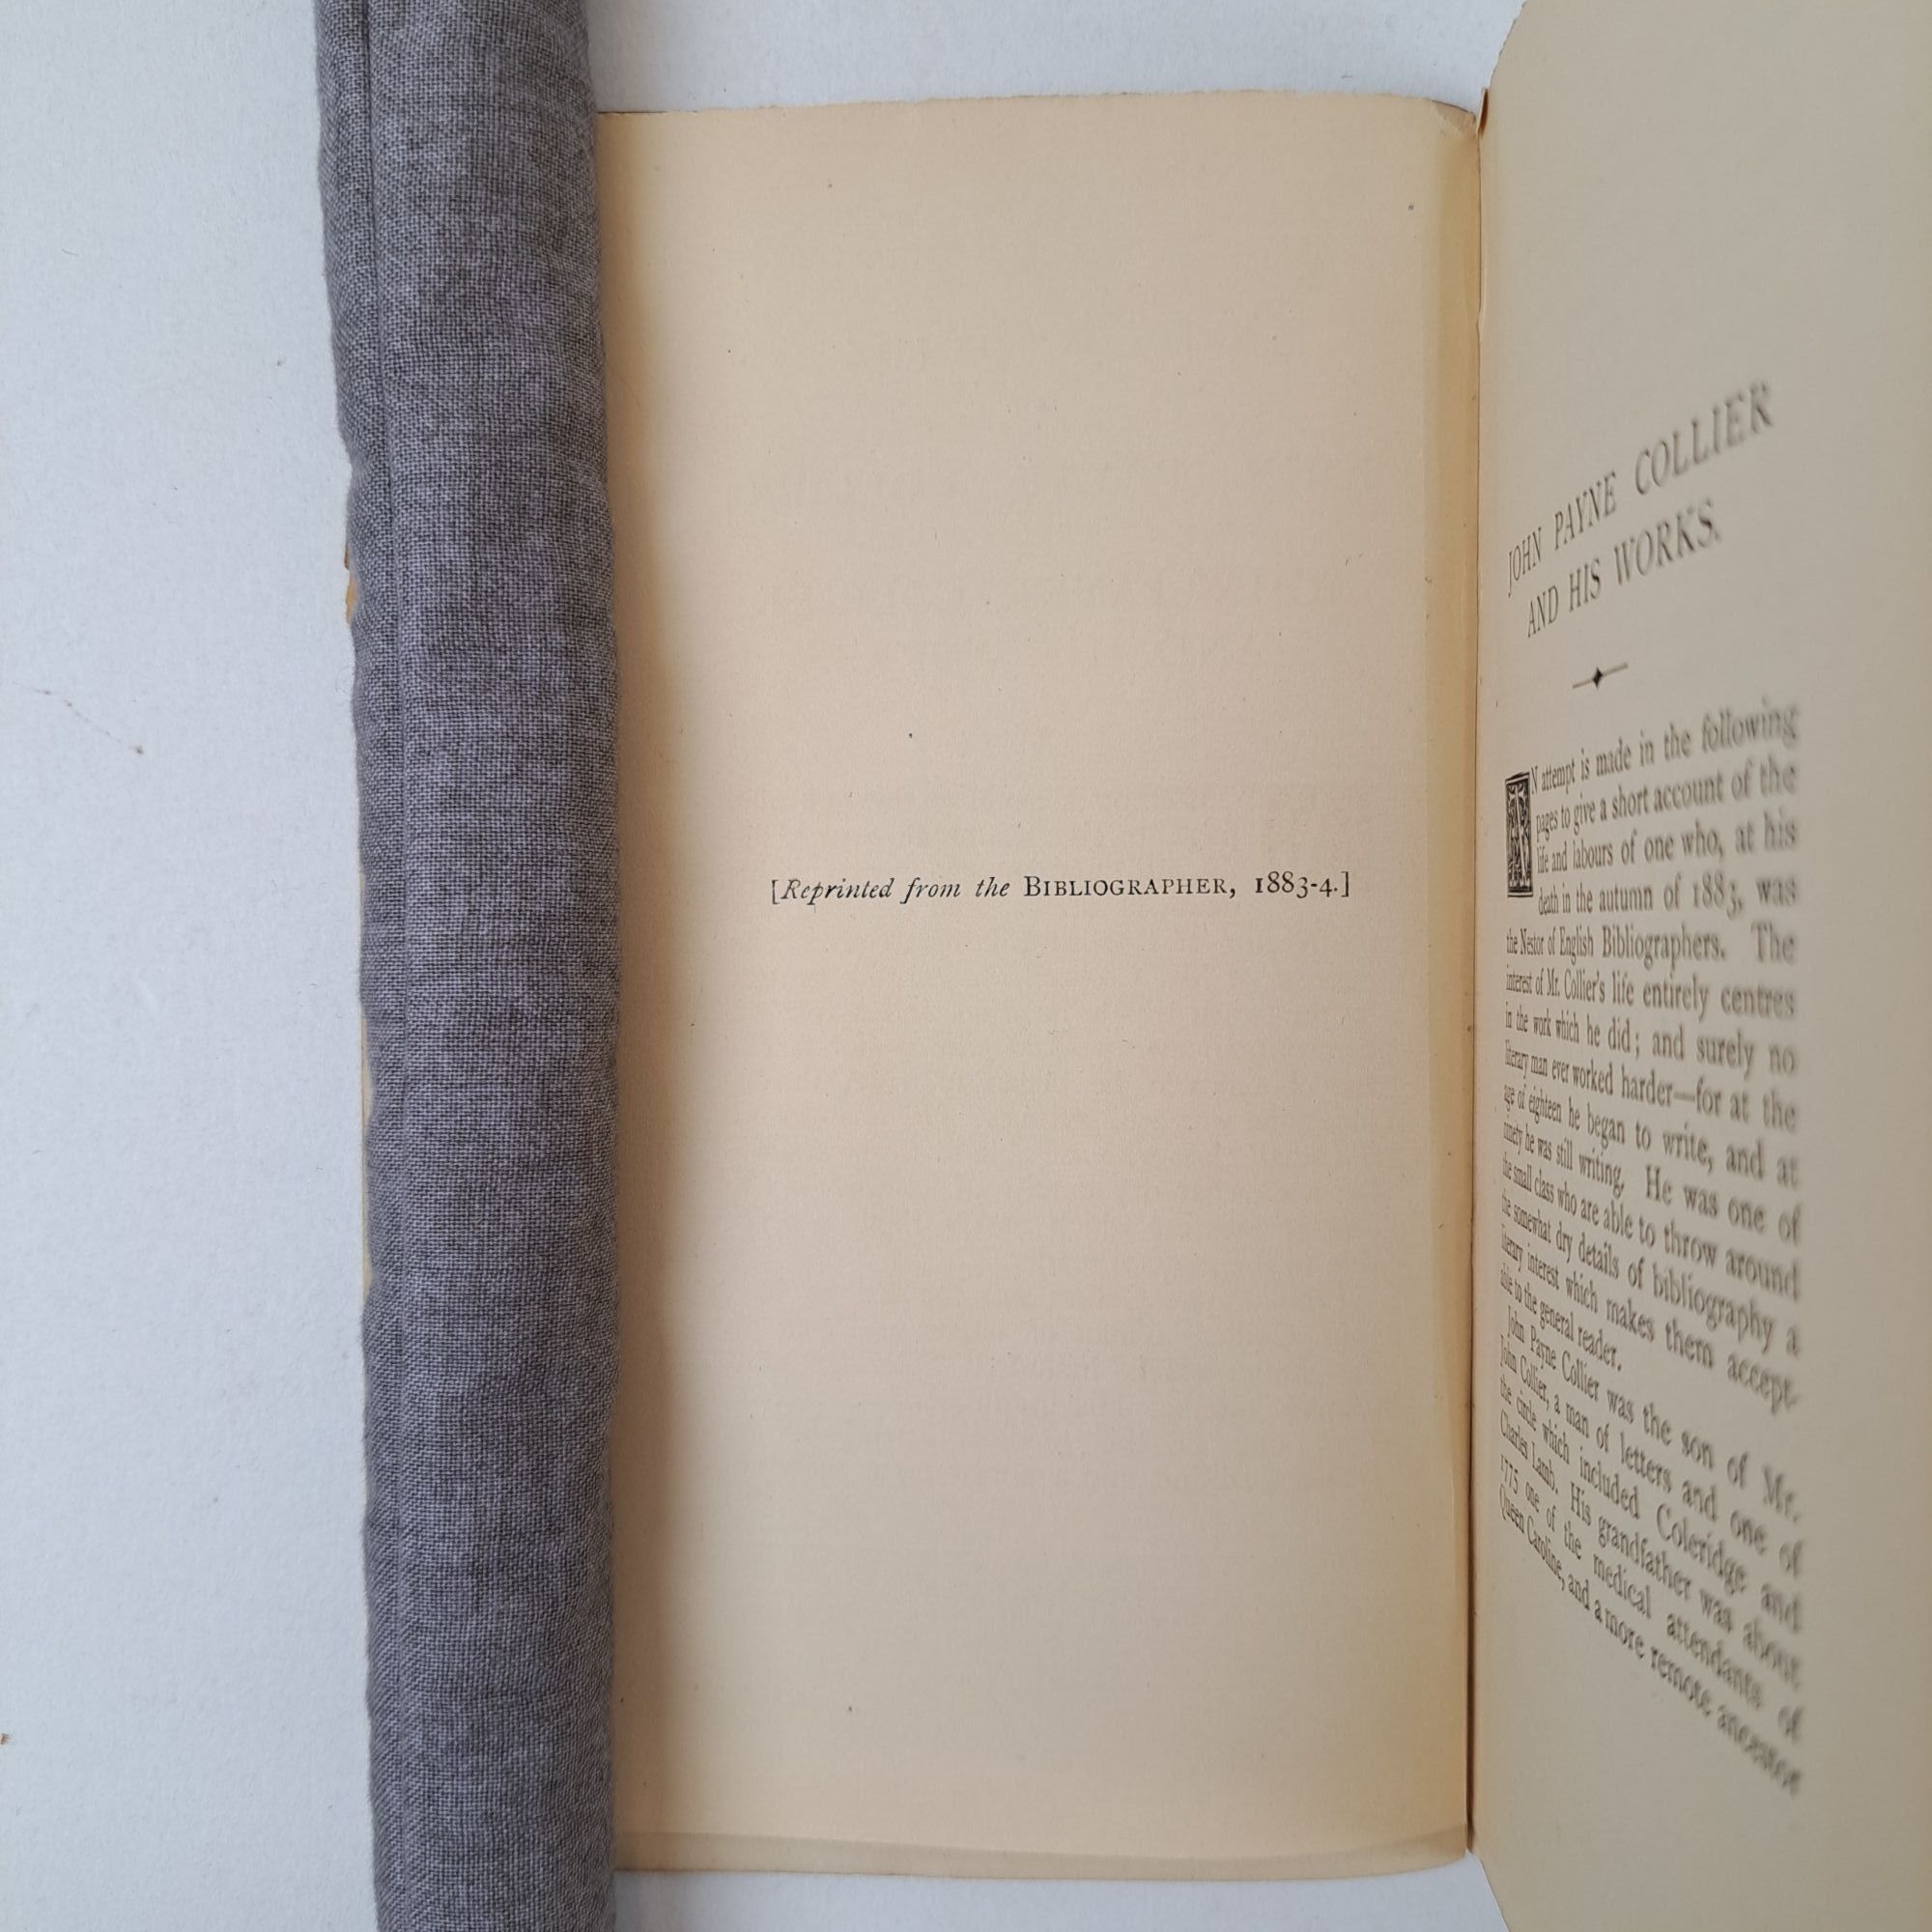 [Reprinted from the BIBLIOGRAPHER, 1883-4.]
JOHN PAYNE COLLIER
AND HIS WORKS.
AN attempt is made in the following
pages to give a short account of the
life and labours of one who, at his
death in the autumn of 1883, was
the Nestor of English Bibliographers. The
interest of Mr. Collier's life entirely centres
in the work which he did; and surely no
literary man ever worked harder—for at the
age of eighteen he began to write, and at
ninety he was still writing. He was one of
the small class who are able to throw around
the somewhat dry details of bibliography a
literary interest which makes them accept-
able to the general reader.
John Payne Collier was the son of Mr.
John Collier, a man of letters and one of
the circle which included Coleridge and
Charles Lamb. His grandfather was about
1775 one of the medical attendants of
Queen Caroline, and a more remote ancestor